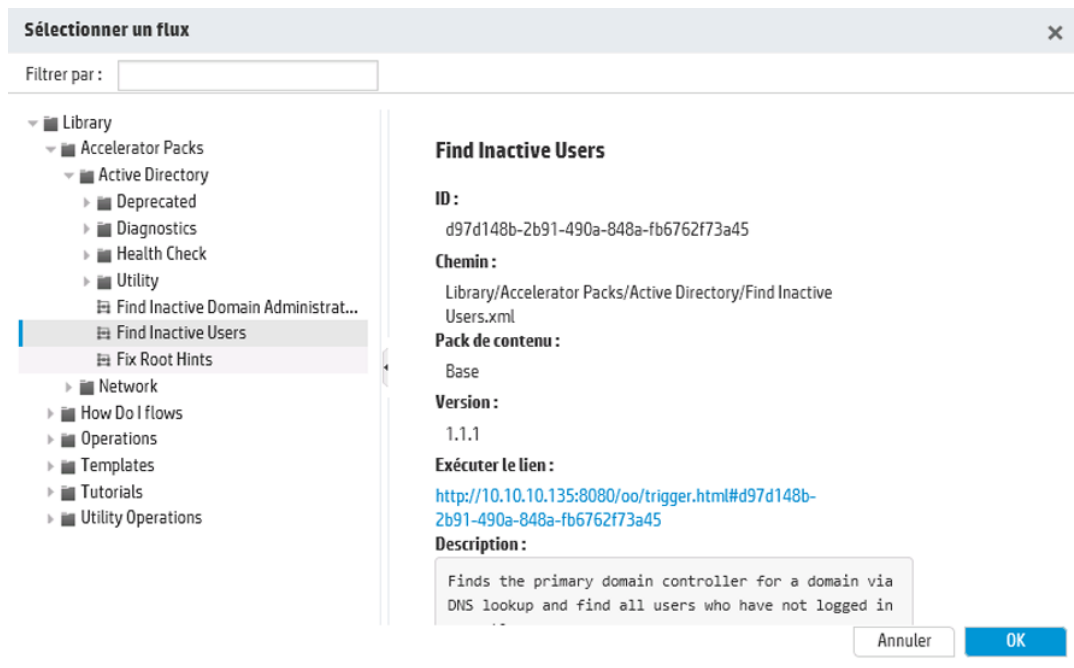 Sélectionner un flux
Filtrer par :
Library
Accelerator Packs
Active Directory
Deprecated
Diagnostics
Health Check
Utility
Find Inactive Domain Administrat...
Find Inactive Users
Fix Root Hints
Network
How Do I flows
Operations
Templates
Tutorials
Utility Operations
Find Inactive Users
ID :
d97d148b-2b91-490a-848a-fb6762f73a45
Chemin :
Library/Accelerator Packs/Active Directory/Find Inactive
Users.xml
Pack de contenu :
Base
Version :
1.1.1
Exécuter le lien :
http://10.10.10.135:8080/oo/trigger.html#d97d148b-
2b91-490a-848a-fb6762f73a45
Description :
Finds the primary domain controller for a domain via
DNS lookup and find all users who have not logged in
Annuler
OK